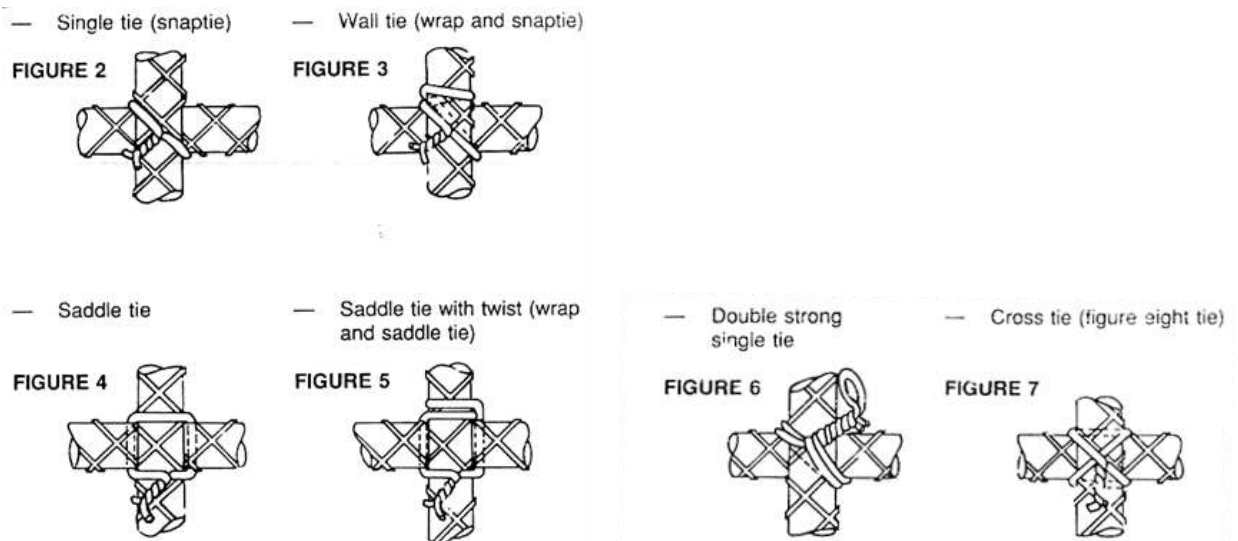 — Single tie (snaptie)
FIGURE 2
— Wall tie (wrap and snaptie)
FIGURE 3
— Saddle tie
FIGURE 4
— Saddle tie with twist (wrap
and saddle tie)
FIGURE 5
— Double strong
single tie
FIGURE 6
— Cross tie (figure eight tie)
FIGURE 7